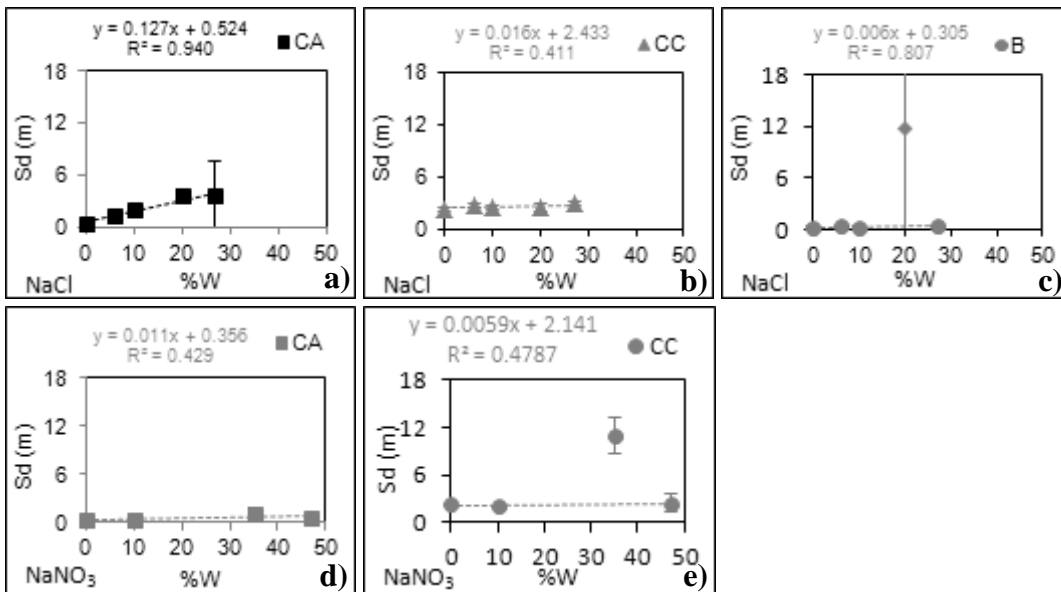 y = 0.127x + 0.524
R² = 0.940
CA
18
12
6
0
Sd (m)
0 10 20 30 40 50
NaCl
%W
a)
y = 0.016x + 2.433
R² = 0.411
CC
18
12
6
0
Sd (m)
0 10 20 30 40 50
NaCl
%W
b)
y = 0.006x + 0.305
R² = 0.807
B
18
12
6
0
Sd (m)
0 10 20 30 40 50
NaCl
%W
c)
y = 0.011x + 0.356
R² = 0.429
CA
18
12
6
0
Sd (m)
0 10 20 30 40 50
NaNO₃
%W
d)
y = 0.0059x + 2.141
R² = 0.4787
CC
18
12
6
0
Sd (m)
0 10 20 30 40 50
NaNO₃
%W
e)